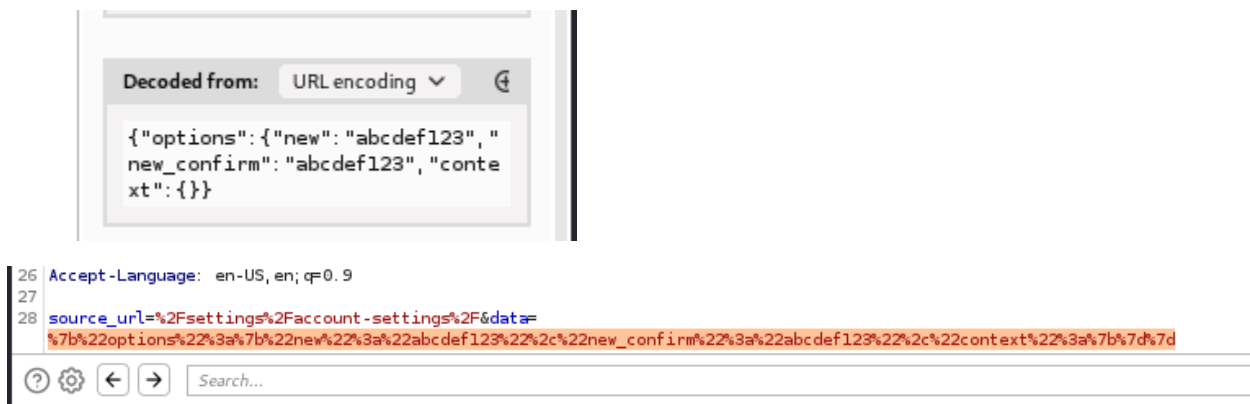 Decoded from: URL encoding
{"options":{"new":"abcdef123","
new_confirm":"abcdef123","conte
xt":{}}
26 Accept-Language: en-US,en;q=0.9
27
28 source_url=%2Fsettings%2Faccount-settings%2F&data=
%7b%22options%22%3a%7b%22new%22%3a%22abcdef123%22%2c%22new_confirm%22%3a%22abcdef123%22%2c%22context%22%3a%7b%7d%7d
Search...